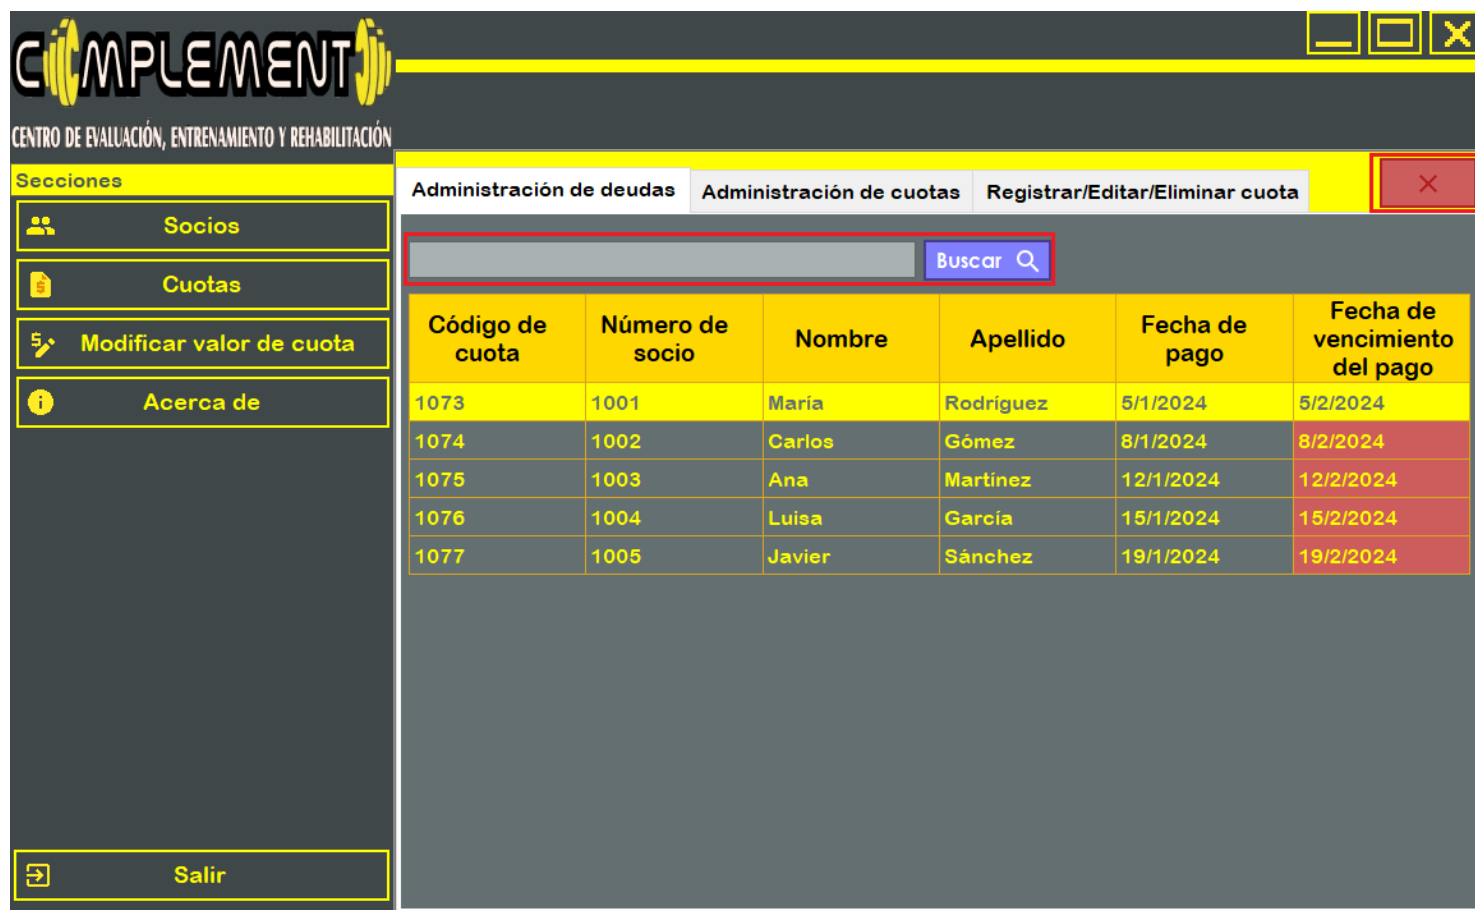 COMPLEMENTO
CENTRO DE EVALUACIÓN, ENTRENAMIENTO Y REHABILITACIÓN
Secciones
Socios
Cuotas
Modificar valor de cuota
Acerca de
Salir
Administración de deudas Administración de cuotas Registrar/Editar/Eliminar cuota
Buscar
Código de cuota Número de socio Nombre Apellido Fecha de pago Fecha de vencimiento del pago
1073 1001 María Rodríguez 5/1/2024 5/2/2024
1074 1002 Carlos Gómez 8/1/2024 8/2/2024
1075 1003 Ana Martínez 12/1/2024 12/2/2024
1076 1004 Luisa García 15/1/2024 15/2/2024
1077 1005 Javier Sánchez 19/1/2024 19/2/2024